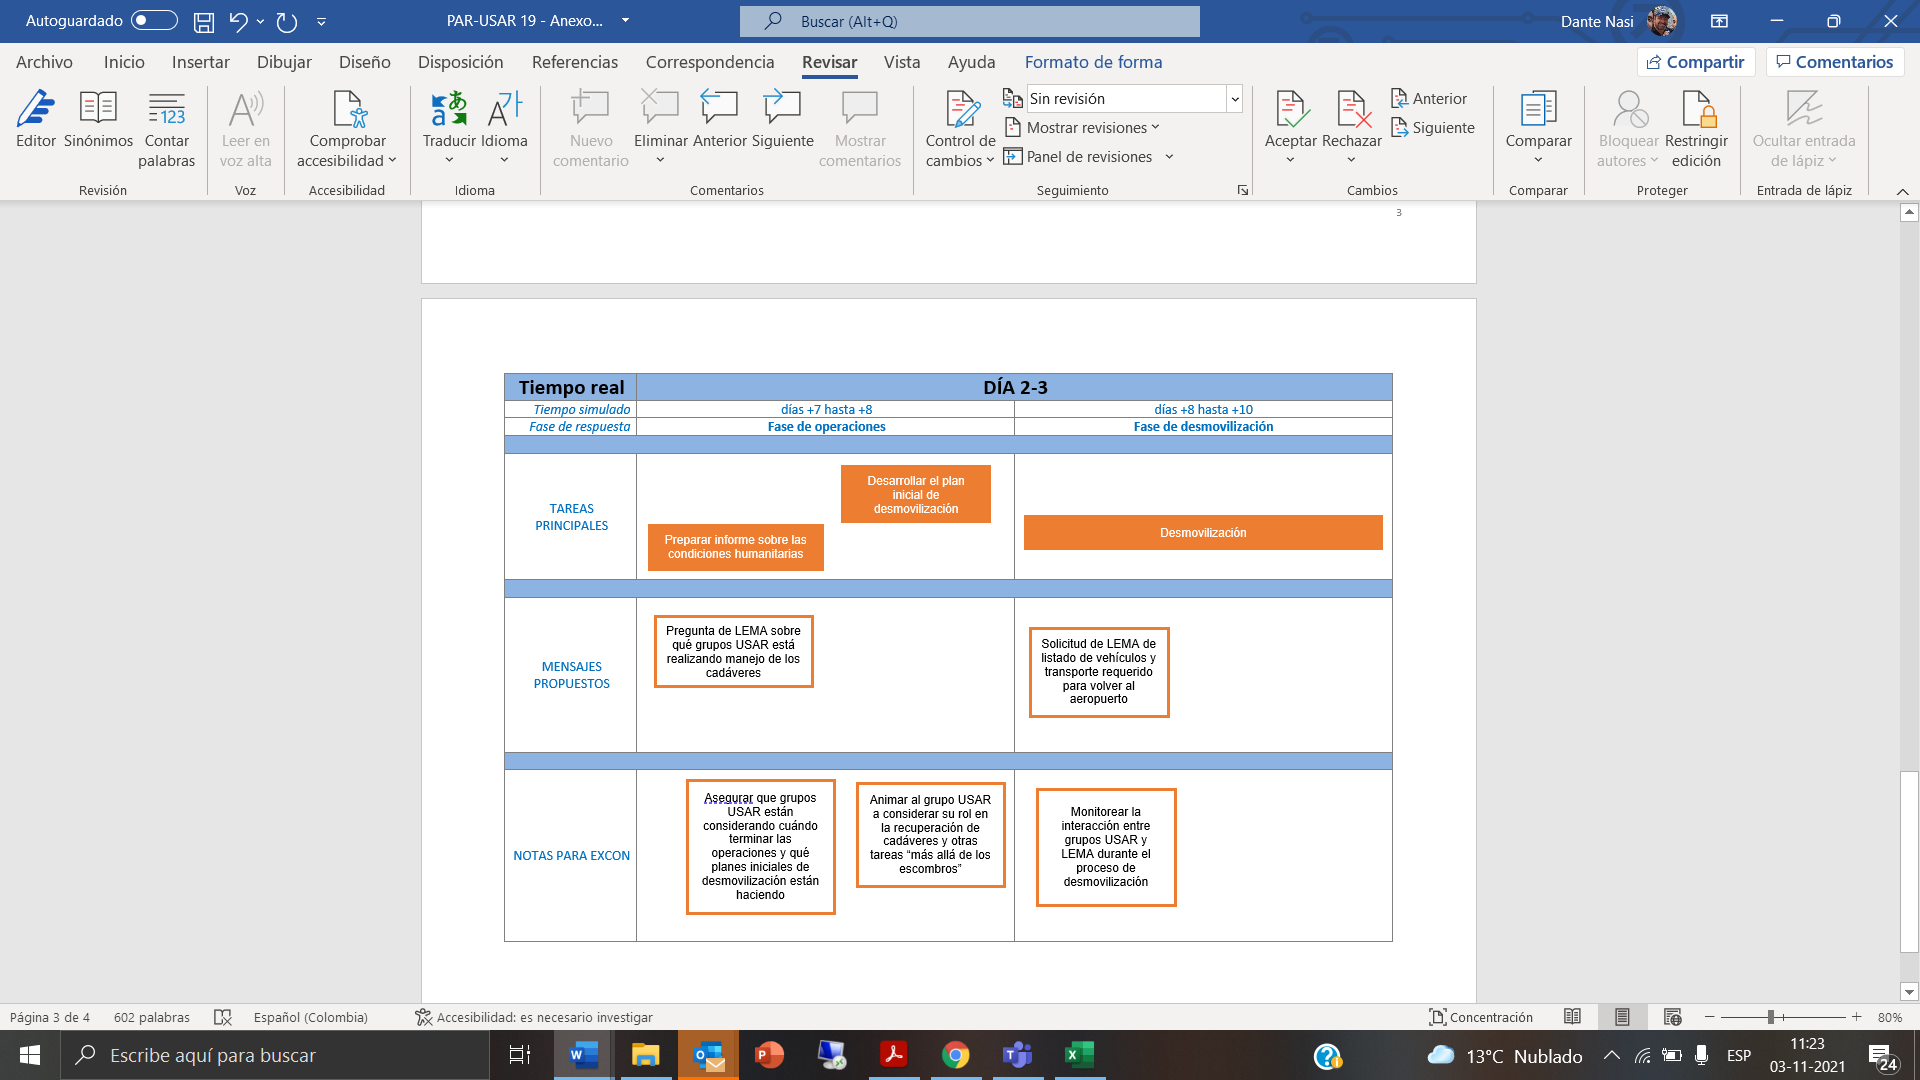 Autoguardado
PAR-USAR 19 - Anexo...
Buscar (Alt+Q)
Dante Nasi
Archivo Inicio Insertar Dibujar Diseño Disposición Referencias Correspondencia Revisar Vista Ayuda Formato de forma
Compartir Comentarios
Editor
Sinónimos
Contar
palabras
Revisión
Leer en
voz alta
Voz
Comprobar
accesibilidad
Accesibilidad
Traducir
Idioma
Idioma
Nuevo
comentario
Eliminar
Anterior
Siguiente
Mostrar
comentarios
Comentarios
Control de
cambios
Sin revisión
Mostrar revisiones
Panel de revisiones
Seguimiento
Aceptar
Rechazar
Anterior
Siguiente
Cambios
Comparar
Comparar
Bloquear
autores
Restringir
edición
Proteger
Ocultar entrada
de lápiz
Entrada de lápiz
3
Tiempo real DÍA 2-3
Tiempo simulado días +7 hasta +8 días +8 hasta +10
Fase de respuesta Fase de operaciones Fase de desmovilización
TAREAS
PRINCIPALES
Desarrollar el plan
inicial de
desmovilización
Preparar informe sobre las
condiciones humanitarias
Desmovilización
MENSAJES
PROPUESTOS
Pregunta de LEMA sobre
qué grupos USAR está
realizando manejo de los
cadáveres
Solicitud de LEMA de
listado de vehículos y
transporte requerido
para volver al
aeropuerto
NOTAS PARA EXCON
Asegurar que grupos
USAR están
considerando cuándo
terminar las
operaciones y qué
planes iniciales de
desmovilización están
haciendo
Animar al grupo USAR
a considerar su rol en
la recuperación de
cadáveres y otras
tareas “más allá de los
escombros”
Monitorear la
interacción entre
grupos USAR y
LEMA durante el
proceso de
desmovilización
Página 3 de 4 602 palabras Español (Colombia) Accesibilidad: es necesario investigar Concentración 80%
Escribe aquí para buscar
13°C Nublado
ESP
11:23
03-11-2021
24